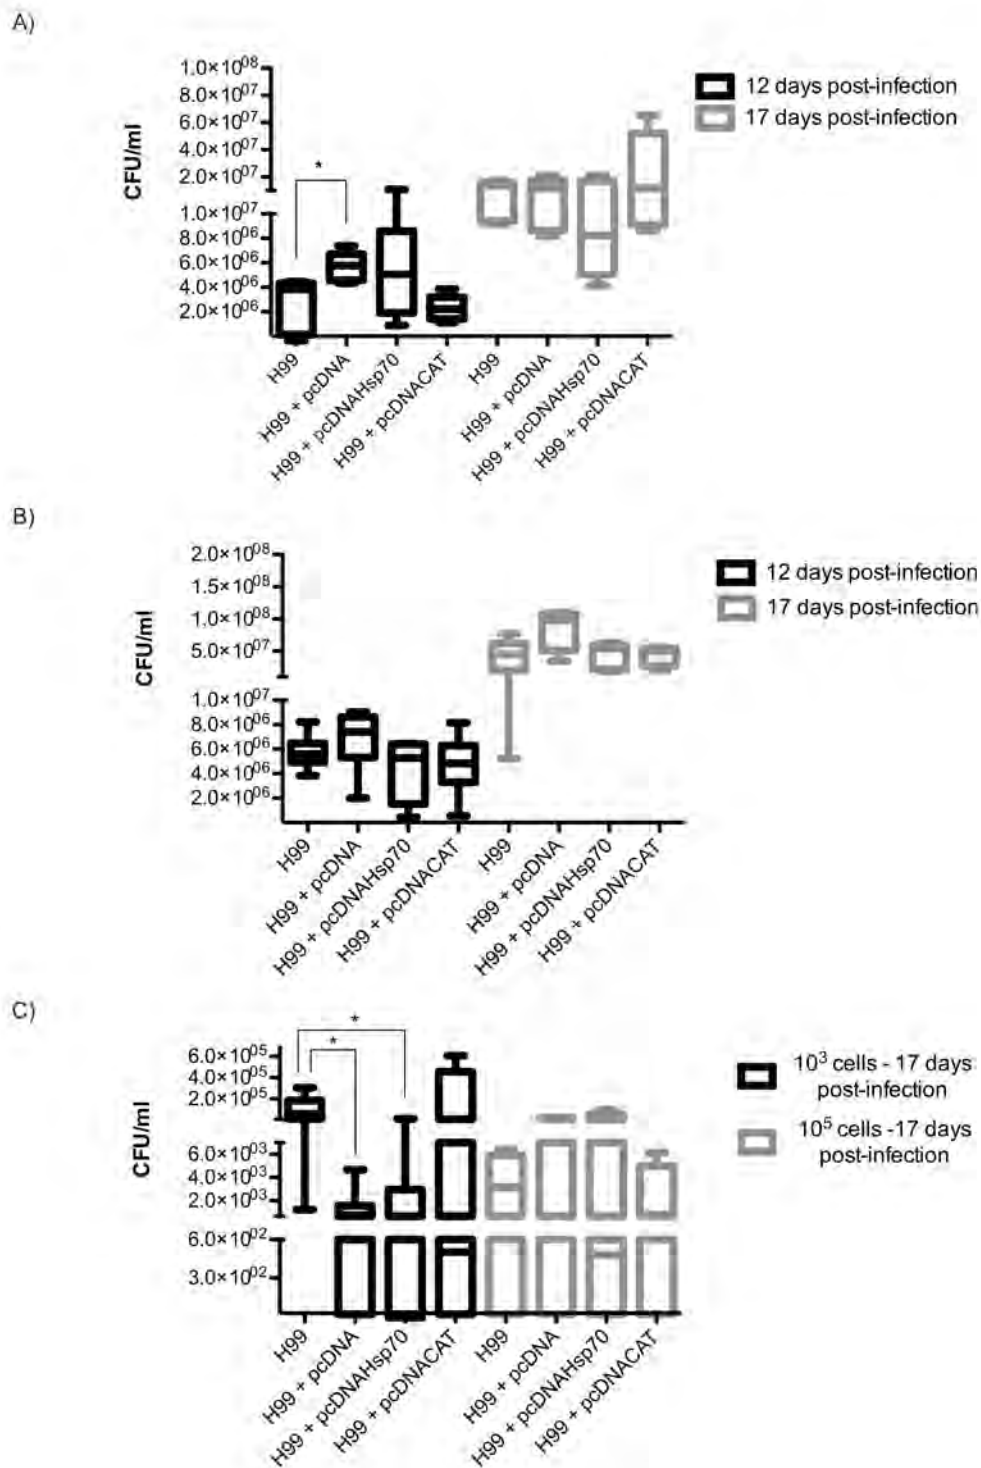 A)
1.0×10^08
8.0×10^07
6.0×10^07
4.0×10^07
2.0×10^07
1.0×10^07
8.0×10^06
6.0×10^06
4.0×10^06
2.0×10^06
CFU/ml
*
12 days post-infection
17 days post-infection
H99
H99 + pcDNA
H99 + pcDNAHsp70
H99 + pcDNACAT
H99
H99 + pcDNA
H99 + pcDNAHsp70
H99 + pcDNACAT
B)
2.0×10^08
1.5×10^08
1.0×10^08
5.0×10^07
1.0×10^07
8.0×10^06
6.0×10^06
4.0×10^06
2.0×10^06
CFU/ml
12 days post-infection
17 days post-infection
H99
H99 + pcDNA
H99 + pcDNAHsp70
H99 + pcDNACAT
H99
H99 + pcDNA
H99 + pcDNAHsp70
H99 + pcDNACAT
C)
6.0×10^05
4.0×10^05
2.0×10^05
6.0×10^03
4.0×10^03
2.0×10^03
6.0×10^02
3.0×10^02
CFU/ml
*
*
10^3 cells - 17 days
post-infection
10^5 cells -17 days
post-infection
H99
H99 + pcDNA
H99 + pcDNAHsp70
H99 + pcDNACAT
H99
H99 + pcDNA
H99 + pcDNAHsp70
H99 + pcDNACAT